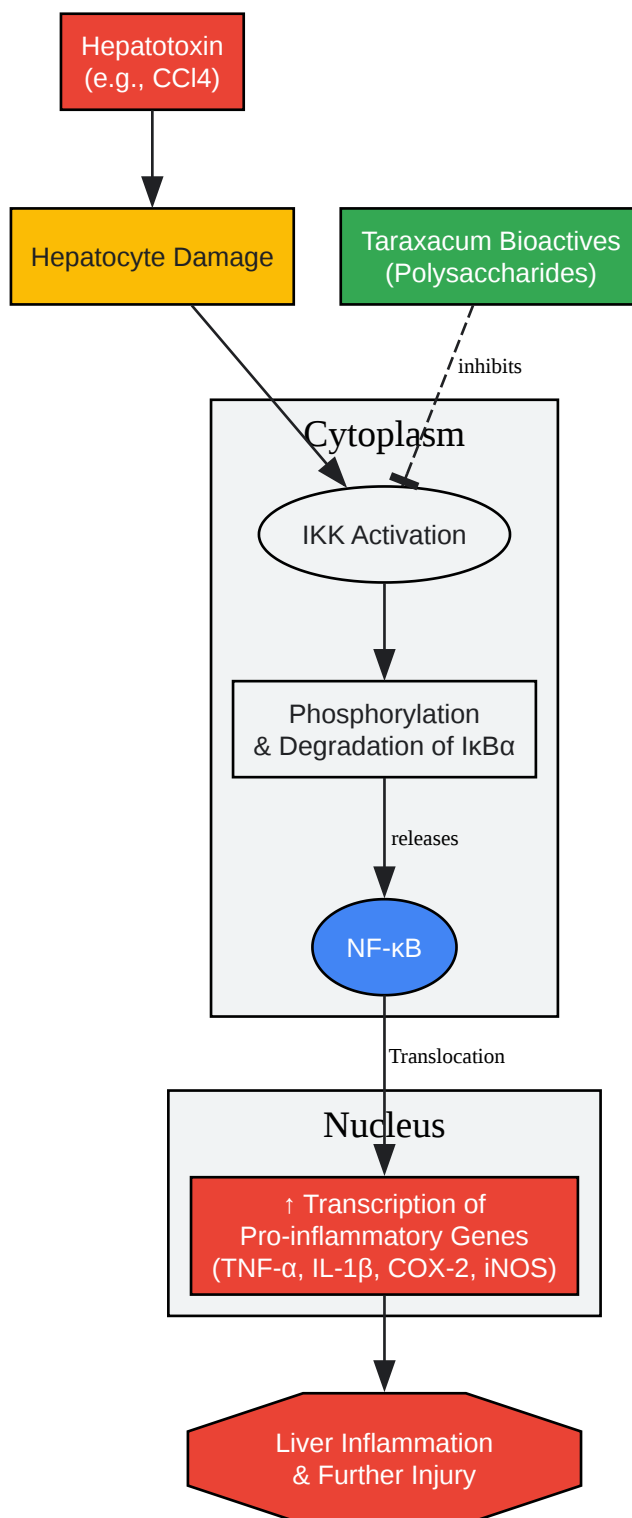 Hepatotoxin
(e.g., CCl4)
Hepatocyte Damage
Taraxacum Bioactives
(Polysaccharides)
inhibits
Cytoplasm
IKK Activation
Phosphorylation
& Degradation of IκBα
releases
NF-κB
Translocation
Nucleus
↑ Transcription of
Pro-inflammatory Genes
(TNF-α, IL-1β, COX-2, iNOS)
Liver Inflammation
& Further Injury